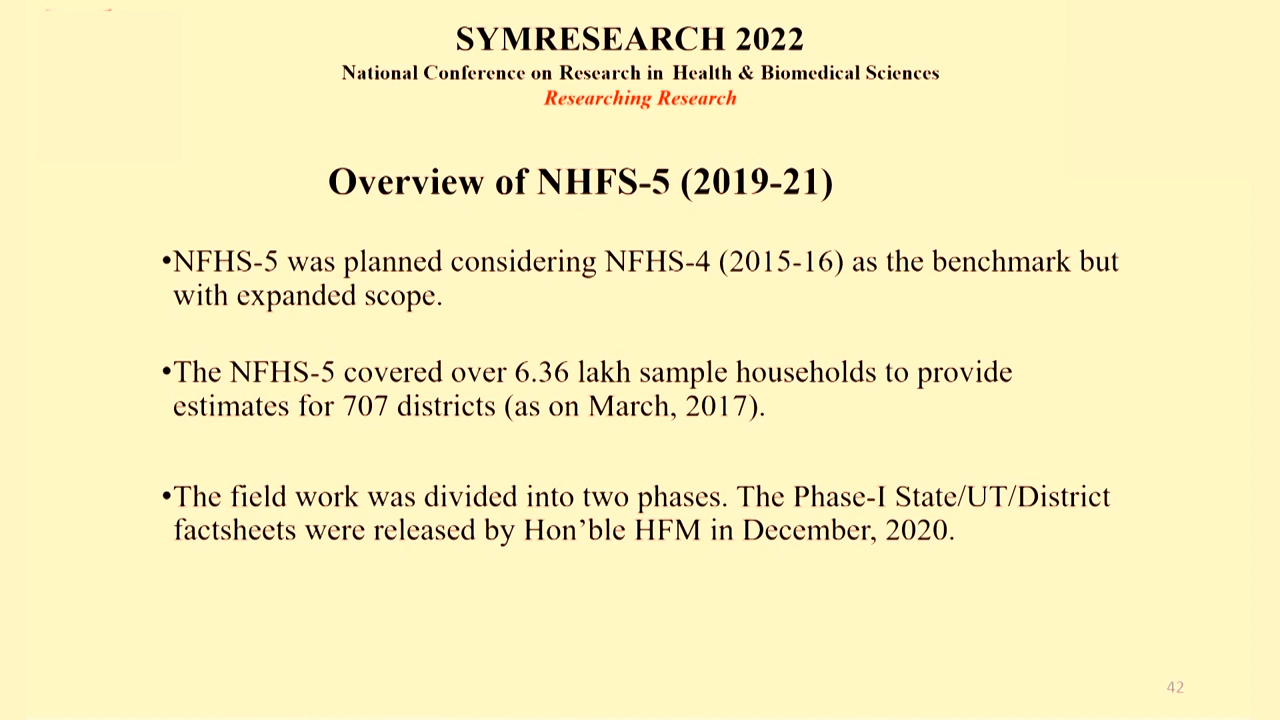 SYMRESEARCH 2022
National Conference on Research in Health & Biomedical Sciences
Researching Research
Overview of NHFS-5 (2019-21)
•NFHS-5 was planned considering NFHS-4 (2015-16) as the benchmark but
with expanded scope.
•The NFHS-5 covered over 6.36 lakh sample households to provide
estimates for 707 districts (as on March, 2017).
•The field work was divided into two phases. The Phase-I State/UT/District
factsheets were released by Hon’ble HFM in December, 2020.
42